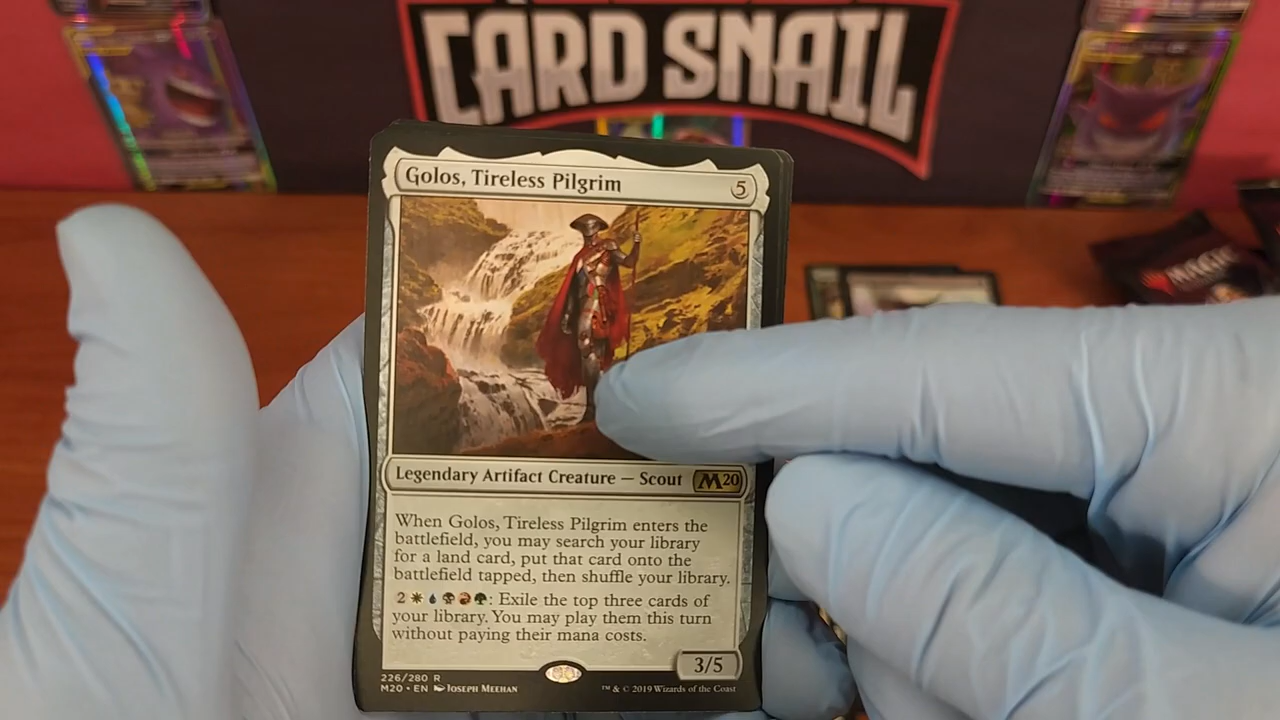 CARD SNAIL
Golos, Tireless Pilgrim
5
MAGIC
Legendary Artifact Creature — Scout
M20
When Golos, Tireless Pilgrim enters the
battlefield, you may search your library
for a land card, put that card onto the
battlefield tapped, then shuffle your library.
2 : Exile the top three cards of
your library. You may play them this turn
without paying their mana costs.
3/5
226/280 R
M20 • EN Joseph Meehan
™ & © 2019 Wizards of the Coast